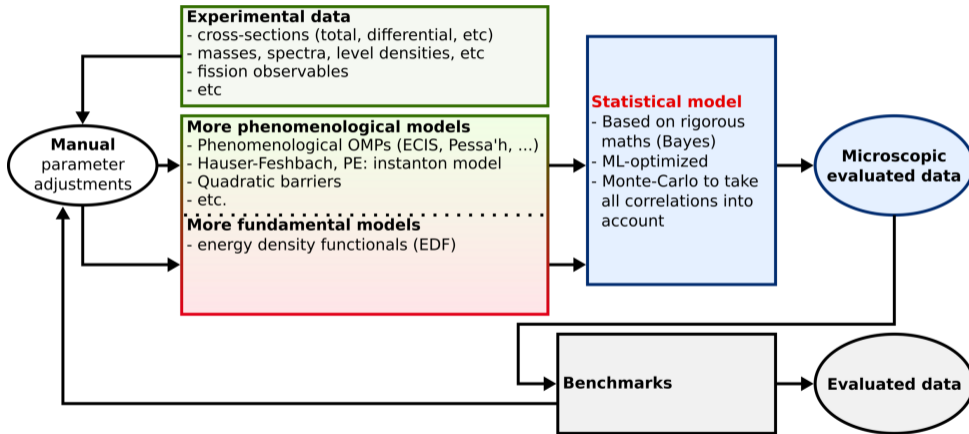 Experimental data
- cross-sections (total, differential, etc)
- masses, spectra, level densities, etc
- fission observables
- etc
Manual
parameter
adjustments
More phenomenological models
- Phenomenological OMPs (ECIS, Pessa'h, ...)
- Hauser-Feshbach, PE: instanton model
- Quadratic barriers
- etc.
More fundamental models
- energy density functionals (EDF)
Statistical model
- Based on rigorous
maths (Bayes)
- ML-optimized
- Monte-Carlo to take
all correlations into
account
Microscopic
evaluated data
Benchmarks
Evaluated data